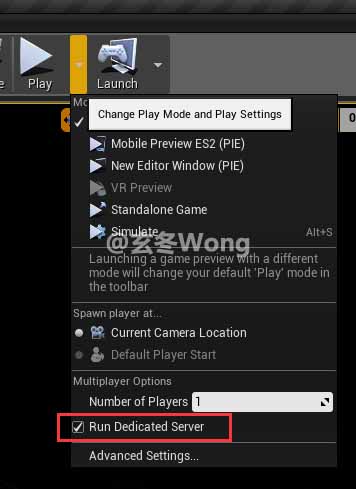 Play
Launch
Change Play Mode and Play Settings
Mobile Preview ES2 (PIE)
New Editor Window (PIE)
VR Preview
Standalone Game
Simulate
Alt+S
@玄冬Wong
Launching a game preview with a different
mode will change your default 'Play' mode in
the toolbar
Spawn player at...
Current Camera Location
Default Player Start
Multiplayer Options
Number of Players 1
Run Dedicated Server
Advanced Settings...